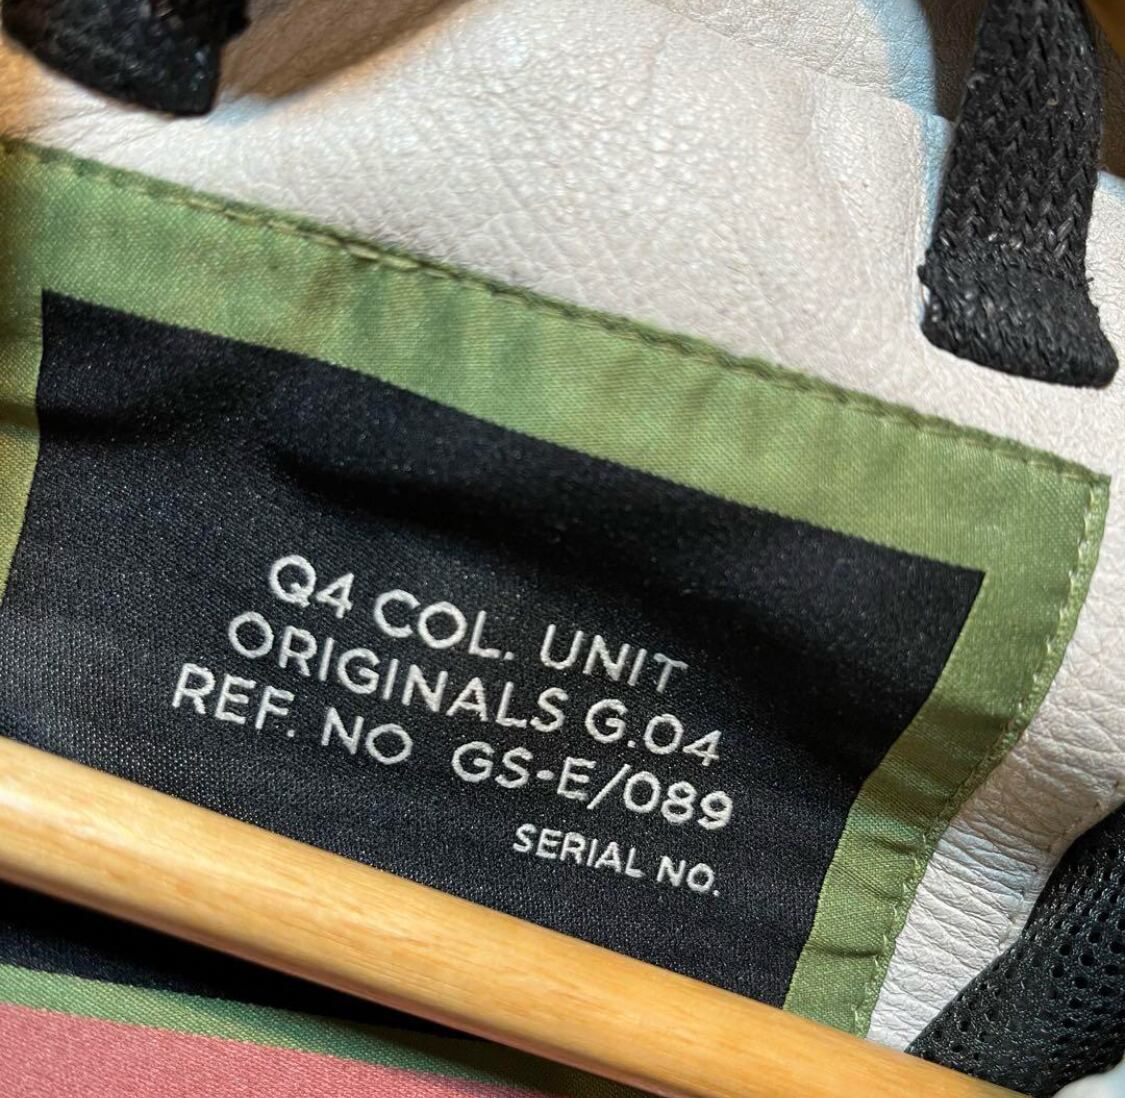 Q4 COL. UNIT
ORIGINALS G.04
REF. NO GS-E/089
SERIAL NO.